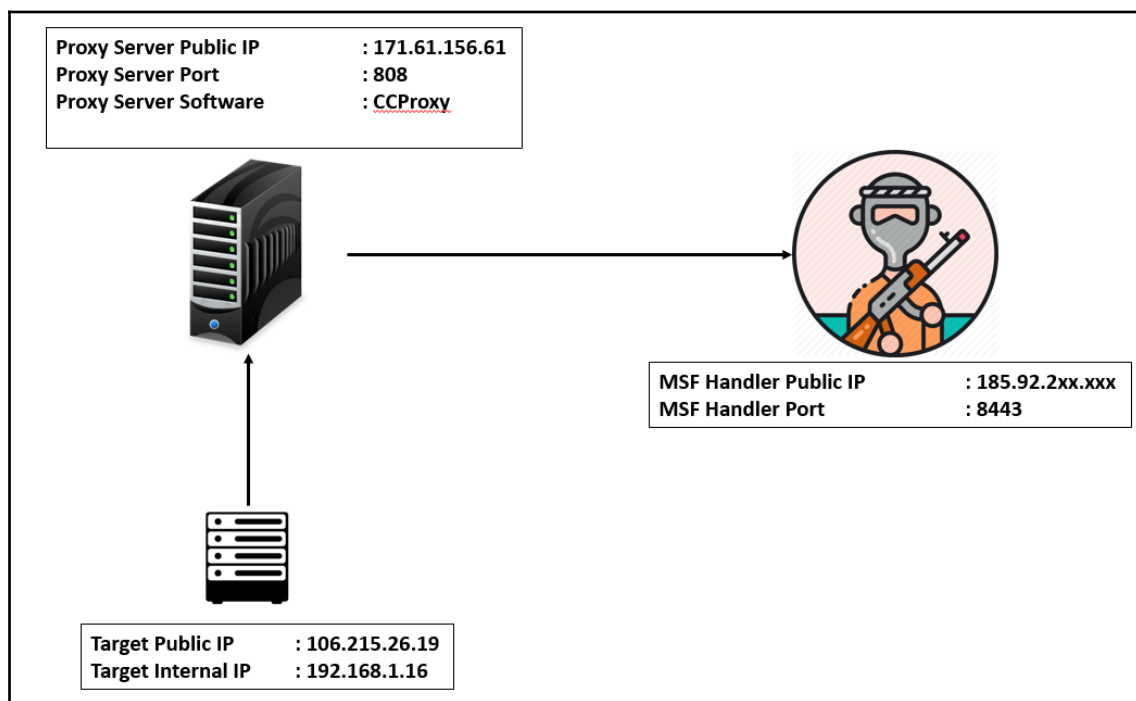 Proxy Server Public IP : 171.61.156.61
Proxy Server Port : 808
Proxy Server Software : CCProxy
MSF Handler Public IP : 185.92.2xx.xxx
MSF Handler Port : 8443
Target Public IP : 106.215.26.19
Target Internal IP : 192.168.1.16